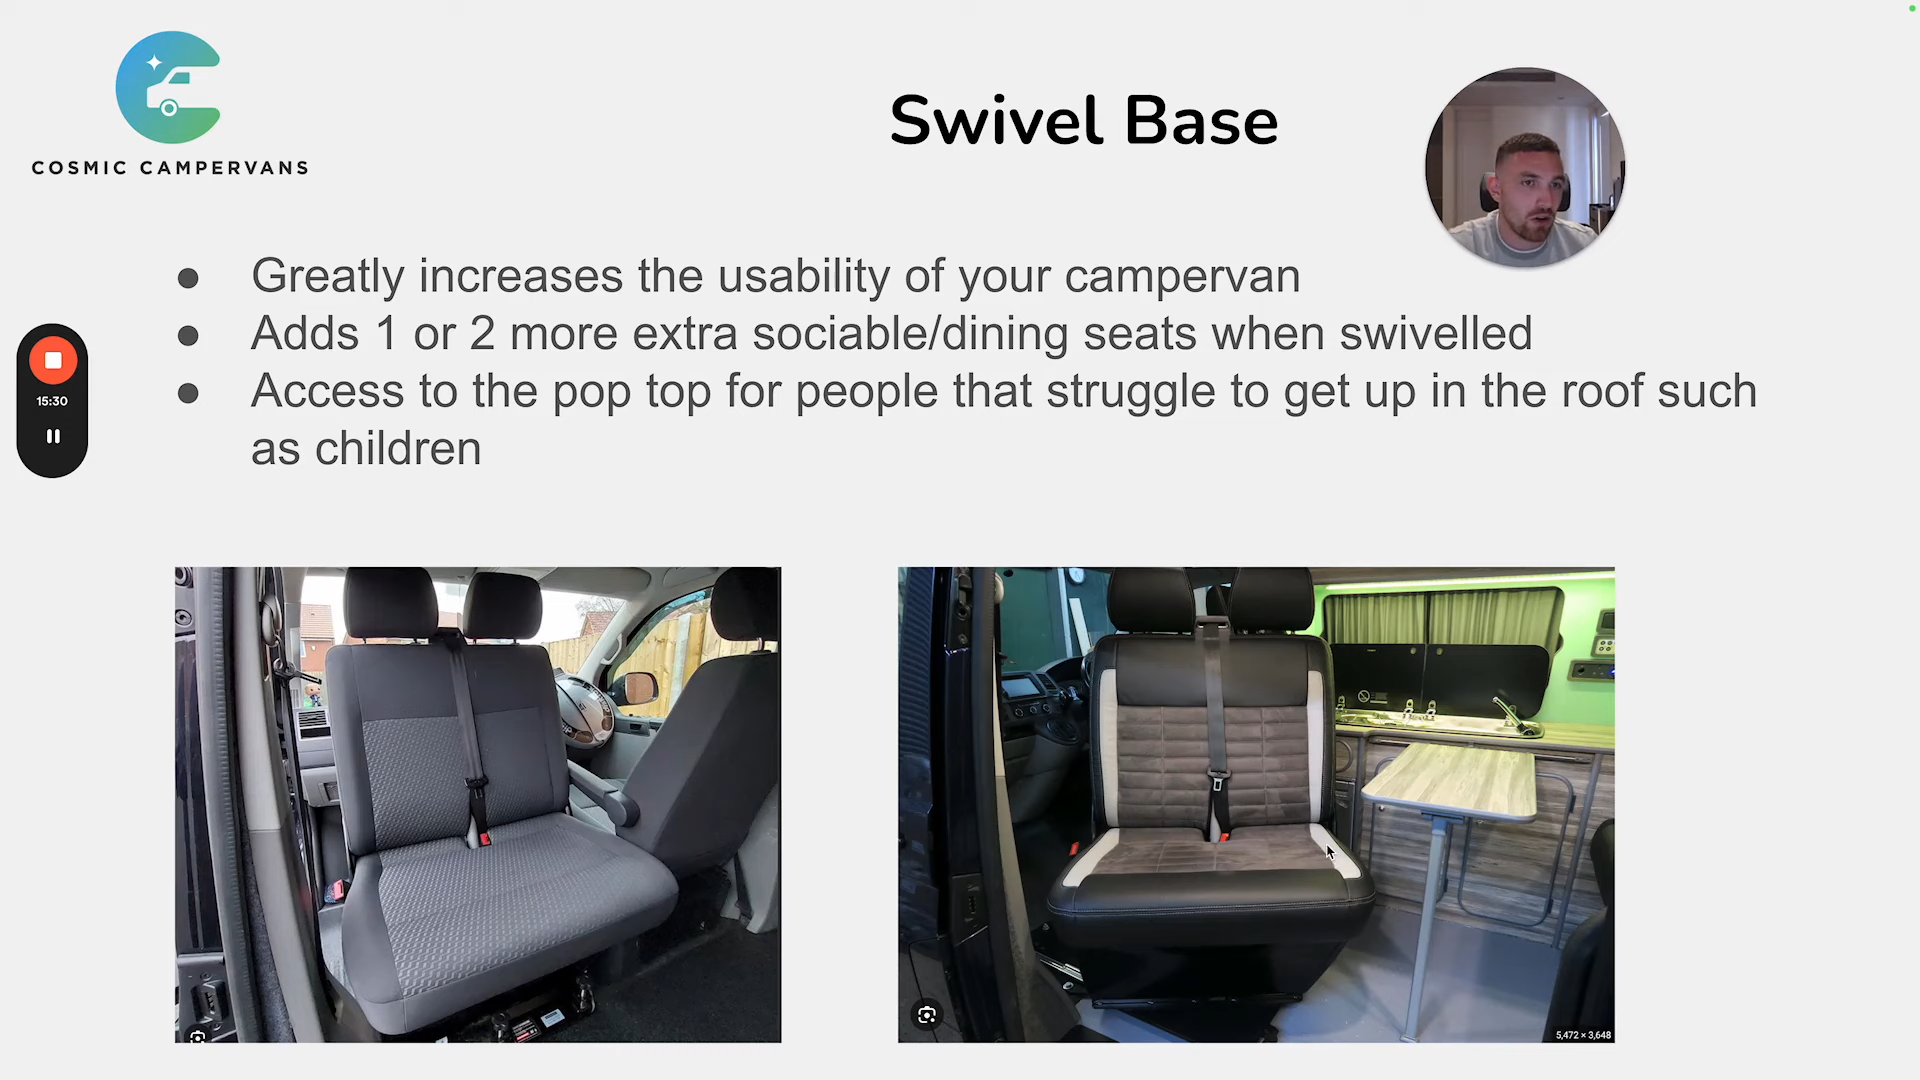 COSMIC CAMPERVANS
Swivel Base
● Greatly increases the usability of your campervan
● Adds 1 or 2 more extra sociable/dining seats when swivelled
● Access to the pop top for people that struggle to get up in the roof such
as children
15:30
5,472 × 3,648